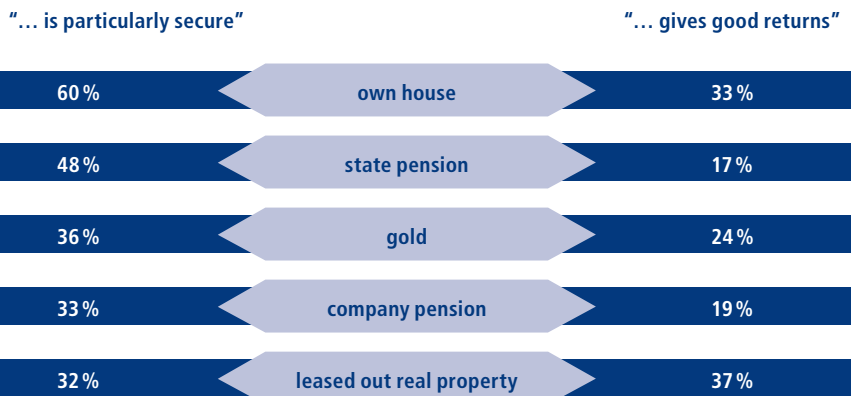 “… is particularly secure” “… gives good returns”
60 % own house 33 %
48 % state pension 17 %
36 % gold 24 %
33 % company pension 19 %
32 % leased out real property 37 %